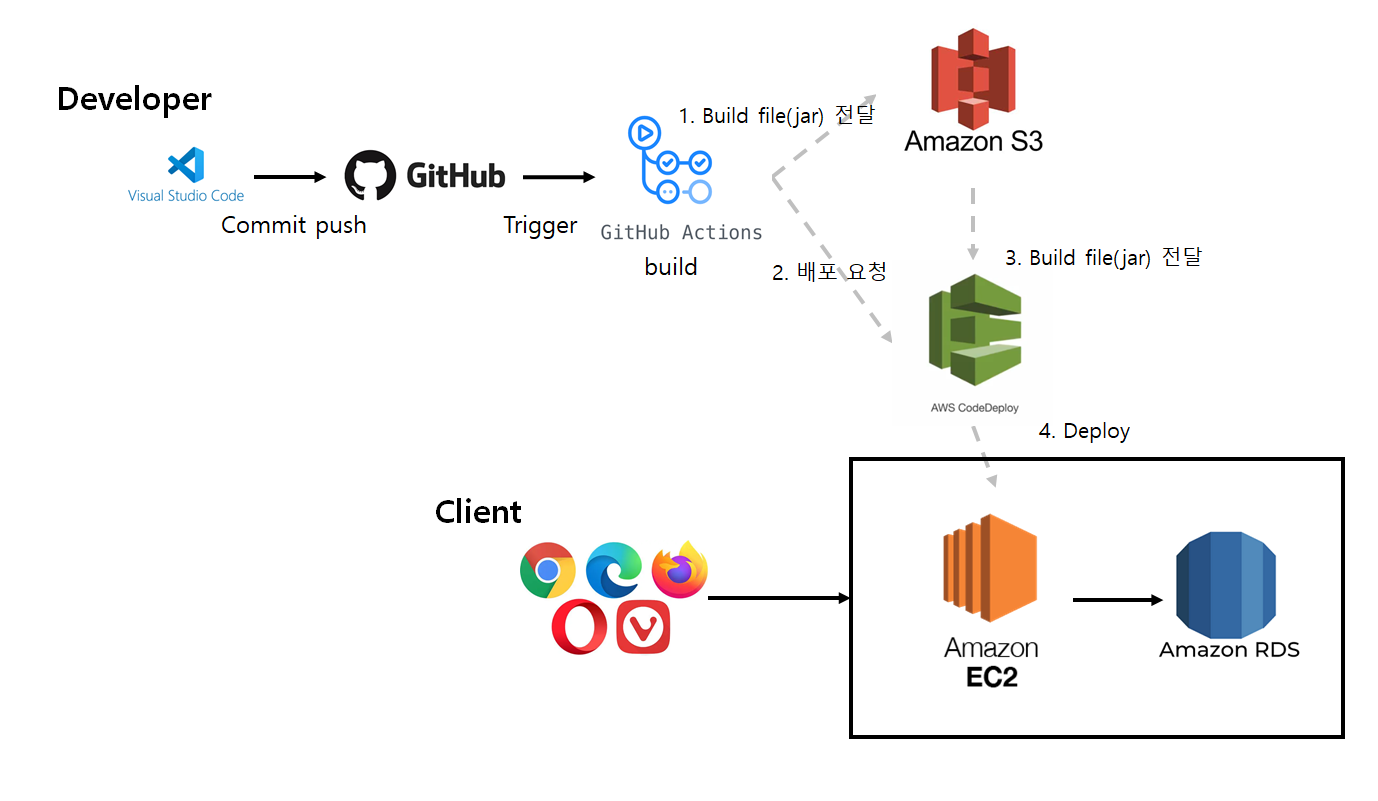 Developer
Visual Studio Code
Commit push
GitHub
Trigger
GitHub Actions
build
1. Build file(jar) 전달
Amazon S3
2. 배포 요청
3. Build file(jar) 전달
AWS CodeDeploy
4. Deploy
Client
Amazon
EC2
Amazon RDS